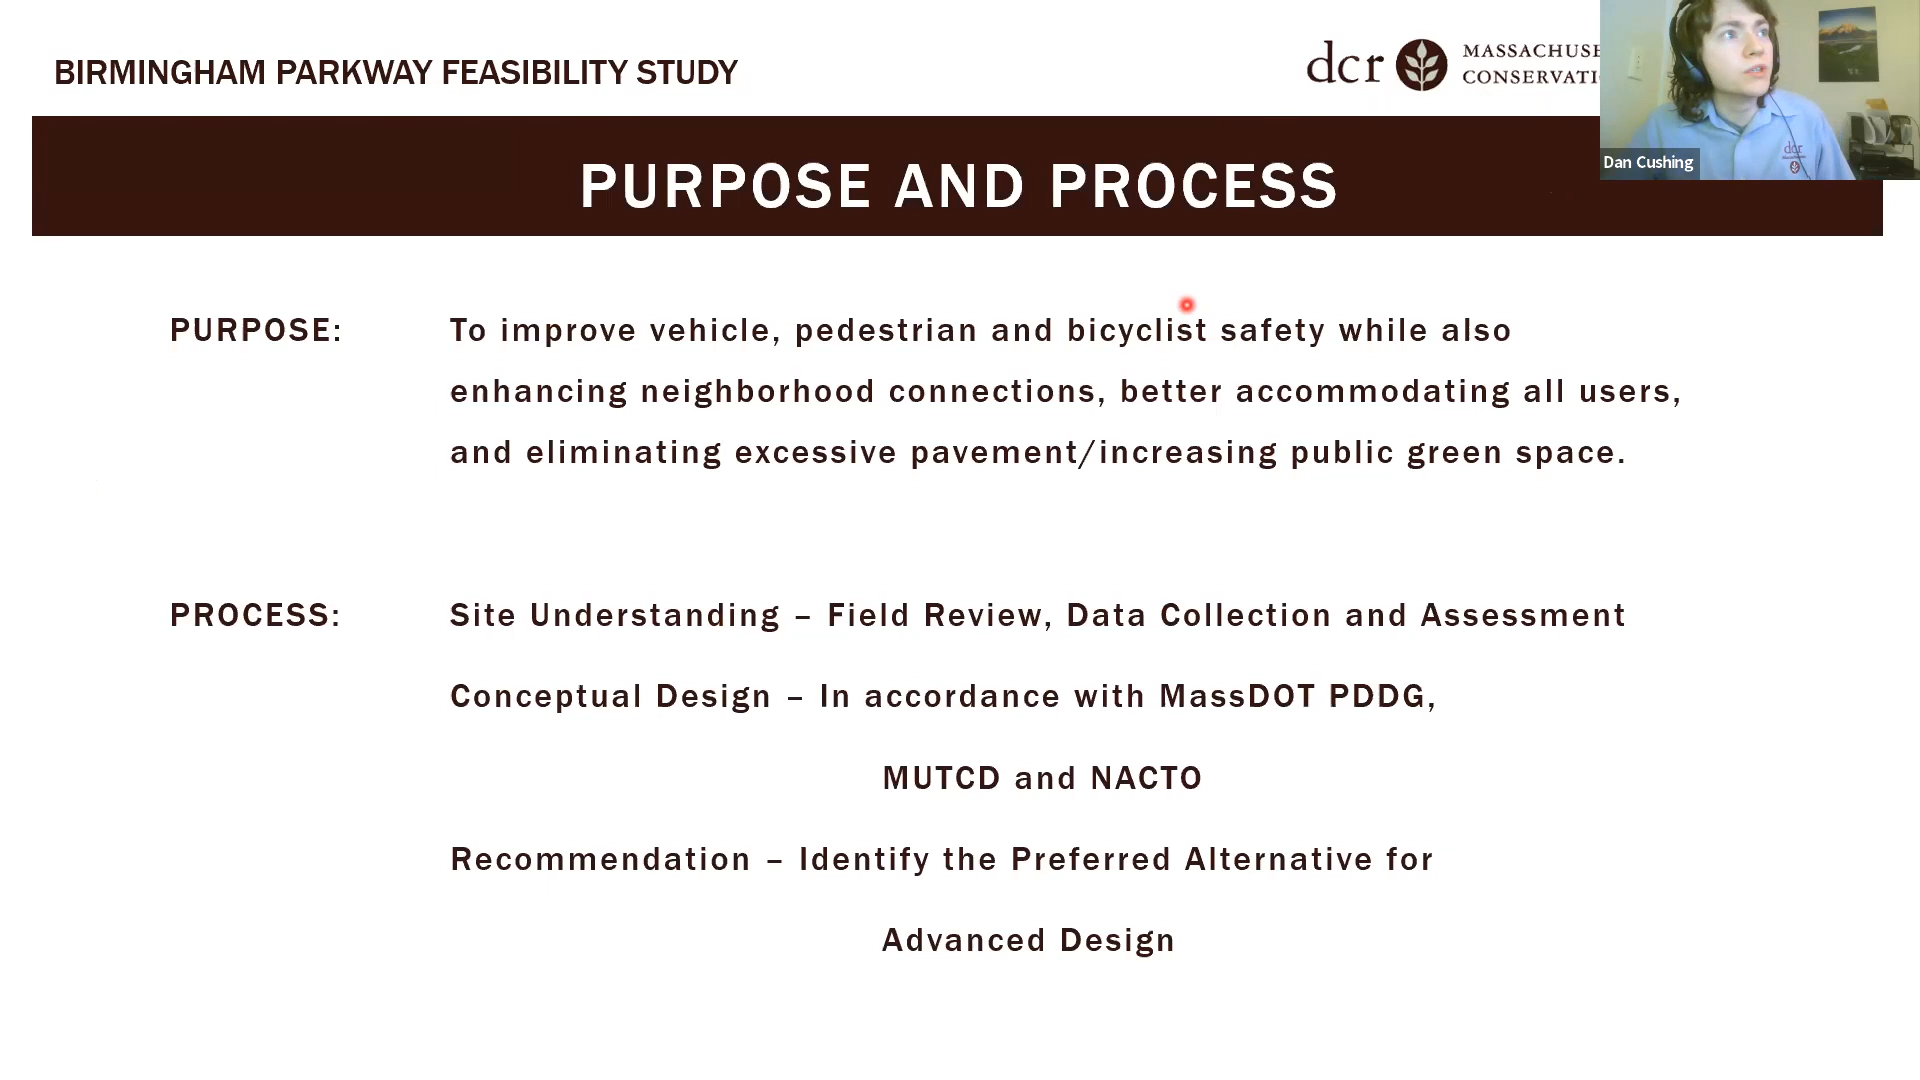 BIRMINGHAM PARKWAY FEASIBILITY STUDY
dcr
MASSACHUSE
CONSERVATI
Dan Cushing
dcr
PURPOSE AND PROCESS
PURPOSE: To improve vehicle, pedestrian and bicyclist safety while also
enhancing neighborhood connections, better accommodating all users,
and eliminating excessive pavement/increasing public green space.
PROCESS: Site Understanding – Field Review, Data Collection and Assessment
Conceptual Design – In accordance with MassDOT PDDG,
MUTCD and NACTO
Recommendation – Identify the Preferred Alternative for
Advanced Design